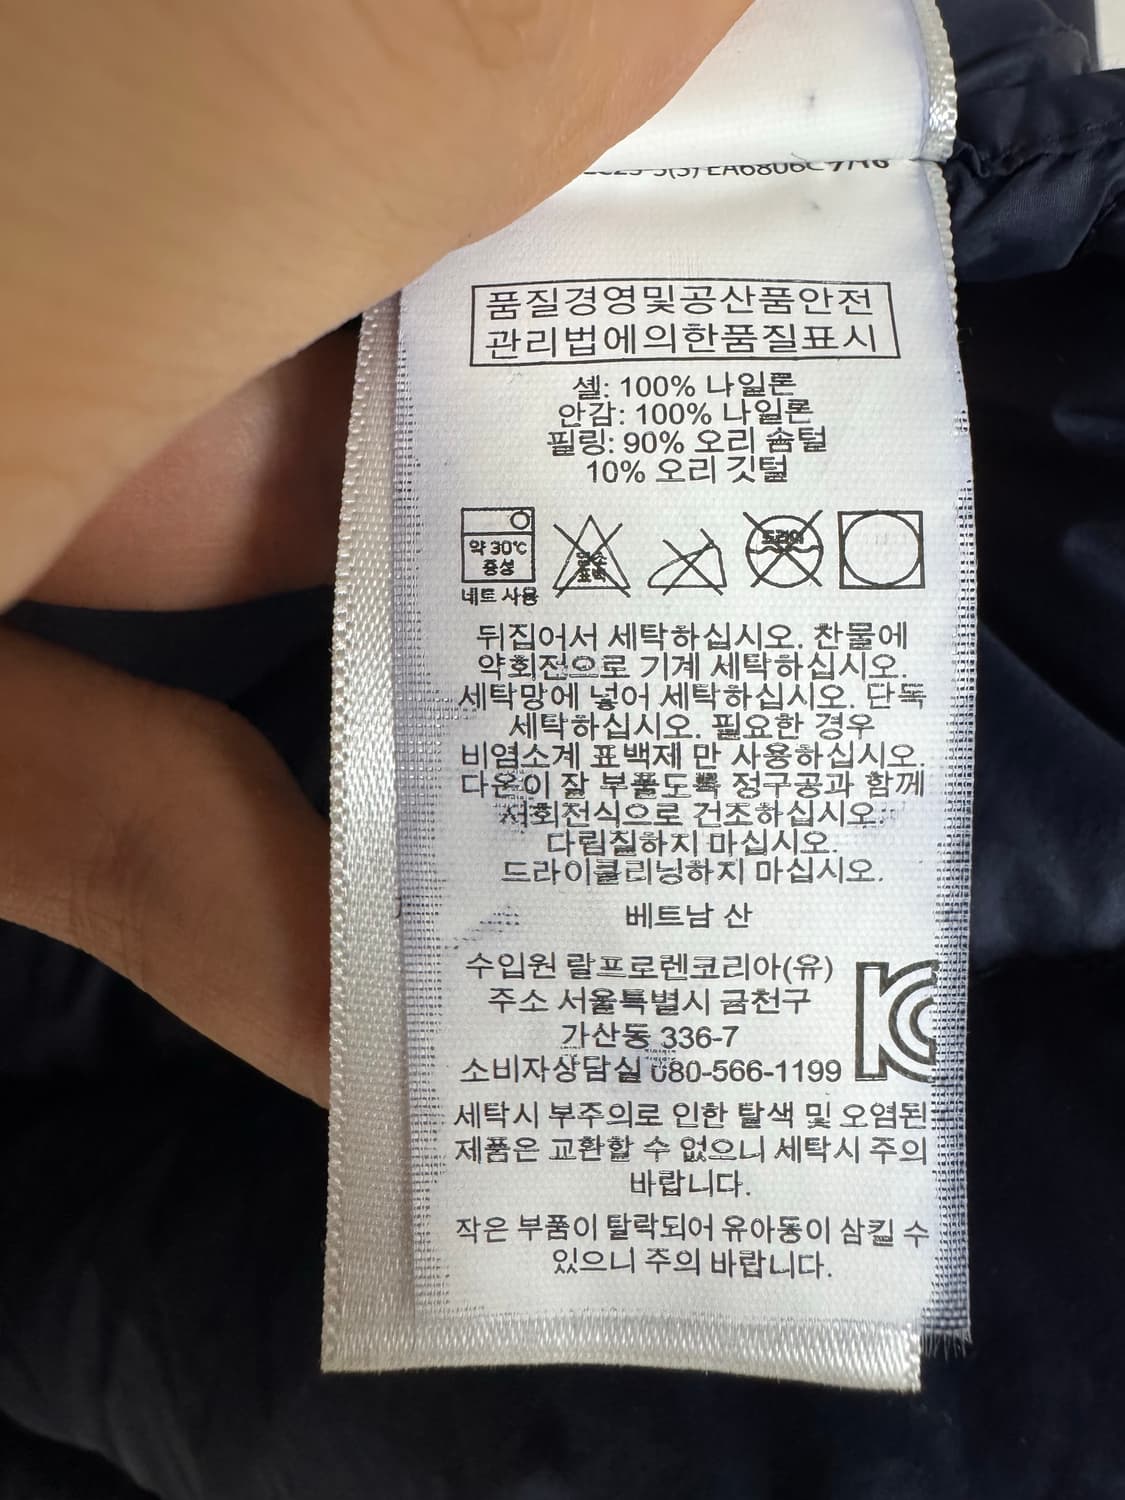 EA6806C 9/10
품질경영및공산품안전
관리법에의한품질표시
셸: 100% 나일론
안감: 100% 나일론
필링: 90% 오리 솜털
10% 오리 깃털
약 30℃
중성
네트 사용
염소
표백
드라이
뒤집어서 세탁하십시오. 찬물에
약회전으로 기계 세탁하십시오.
세탁망에 넣어 세탁하십시오. 단독
세탁하십시오. 필요한 경우
비염소계 표백제 만 사용하십시오.
다운이 잘 부풀도록 정구공과 함께
저회전식으로 건조하십시오.
다림질하지 마십시오.
드라이클리닝하지 마십시오.
베트남 산
수입원 랄프로렌코리아(유)
주소 서울특별시 금천구
가산동 336-7
소비자상담실 080-566-1199
세탁시 부주의로 인한 탈색 및 오염된
제품은 교환할 수 없으니 세탁시 주의
바랍니다.
작은 부품이 탈락되어 유아동이 삼킬 수
있으니 주의 바랍니다.